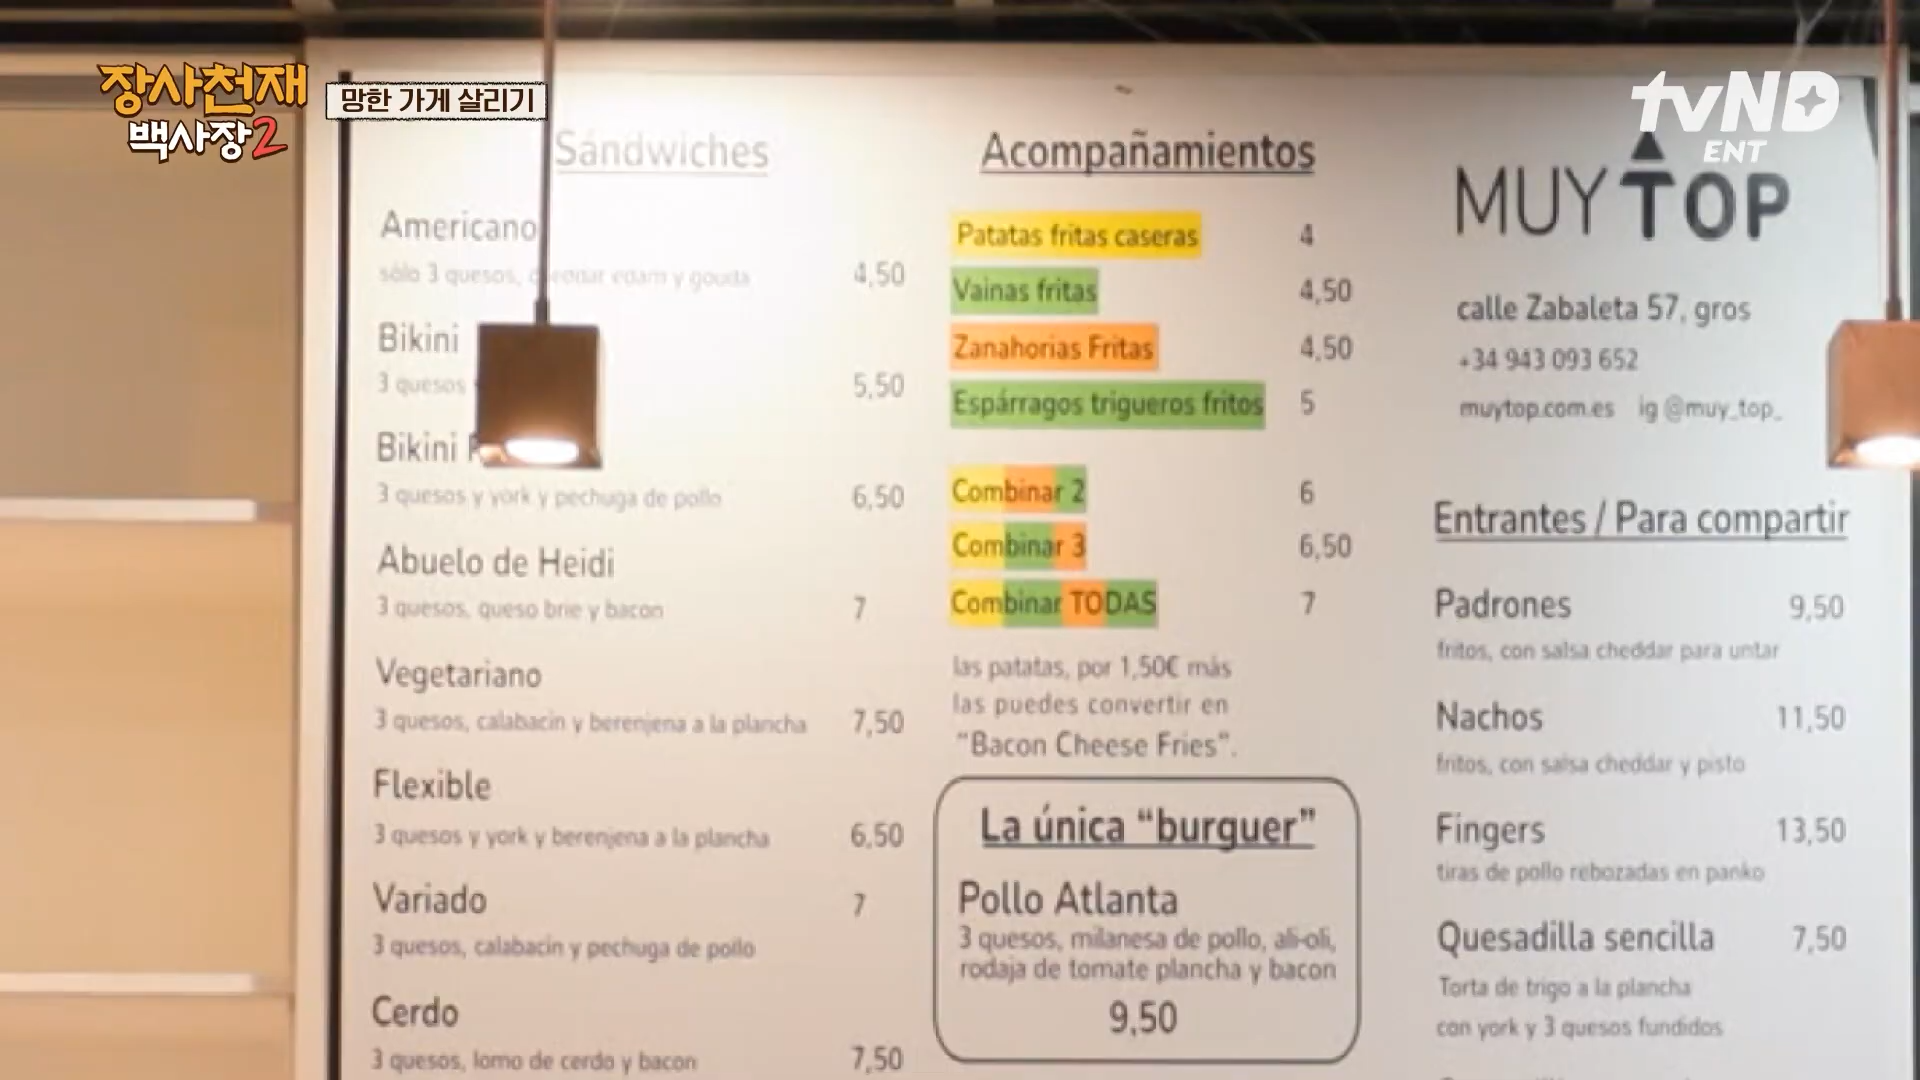 장사천재
백사장2
망한 가게 살리기
tvND
ENT
Sándwiches
Americano
sólo 3 quesos, edam y gouda
4,50
Bikini
3 quesos
5,50
Bikini
3 quesos y york y pechuga de pollo
6,50
Abuelo de Heidi
3 quesos, queso brie y bacon
7
Vegetariano
3 quesos, calabacin y berenjena a la plancha
7,50
Flexible
3 quesos y york y berenjena a la plancha
6,50
Variado
7
3 quesos, calabacin y pechuga de pollo
Cerdo
3 quesos, lomo de cerdo y bacon
7,50
Acompañamientos
Patatas fritas caseras 4
Vainas fritas 4,50
Zanahorias Fritas 4,50
Espárragos trigueros fritos 5
Combinar 2 6
Combinar 3 6,50
Combinar TODAS 7
las patatas, por 1,50€ más
las puedes convertir en
"Bacon Cheese Fries".
La única “burguer”
Pollo Atlanta
3 quesos, milanesa de pollo, ali-oli,
rodaja de tomate plancha y bacon
9,50
MUY TOP
calle Zabaleta 57, gros
+34 943 093 652
muytop.com.es ig @muy_top_
Entrantes / Para compartir
Padrones 9,50
fritos, con salsa cheddar para untar
Nachos 11,50
fritos, con salsa cheddar y pisto
Fingers 13,50
tiras de pollo rebozadas en panko
Quesadilla sencilla 7,50
Torta de trigo a la plancha
con york y 3 quesos fundidos